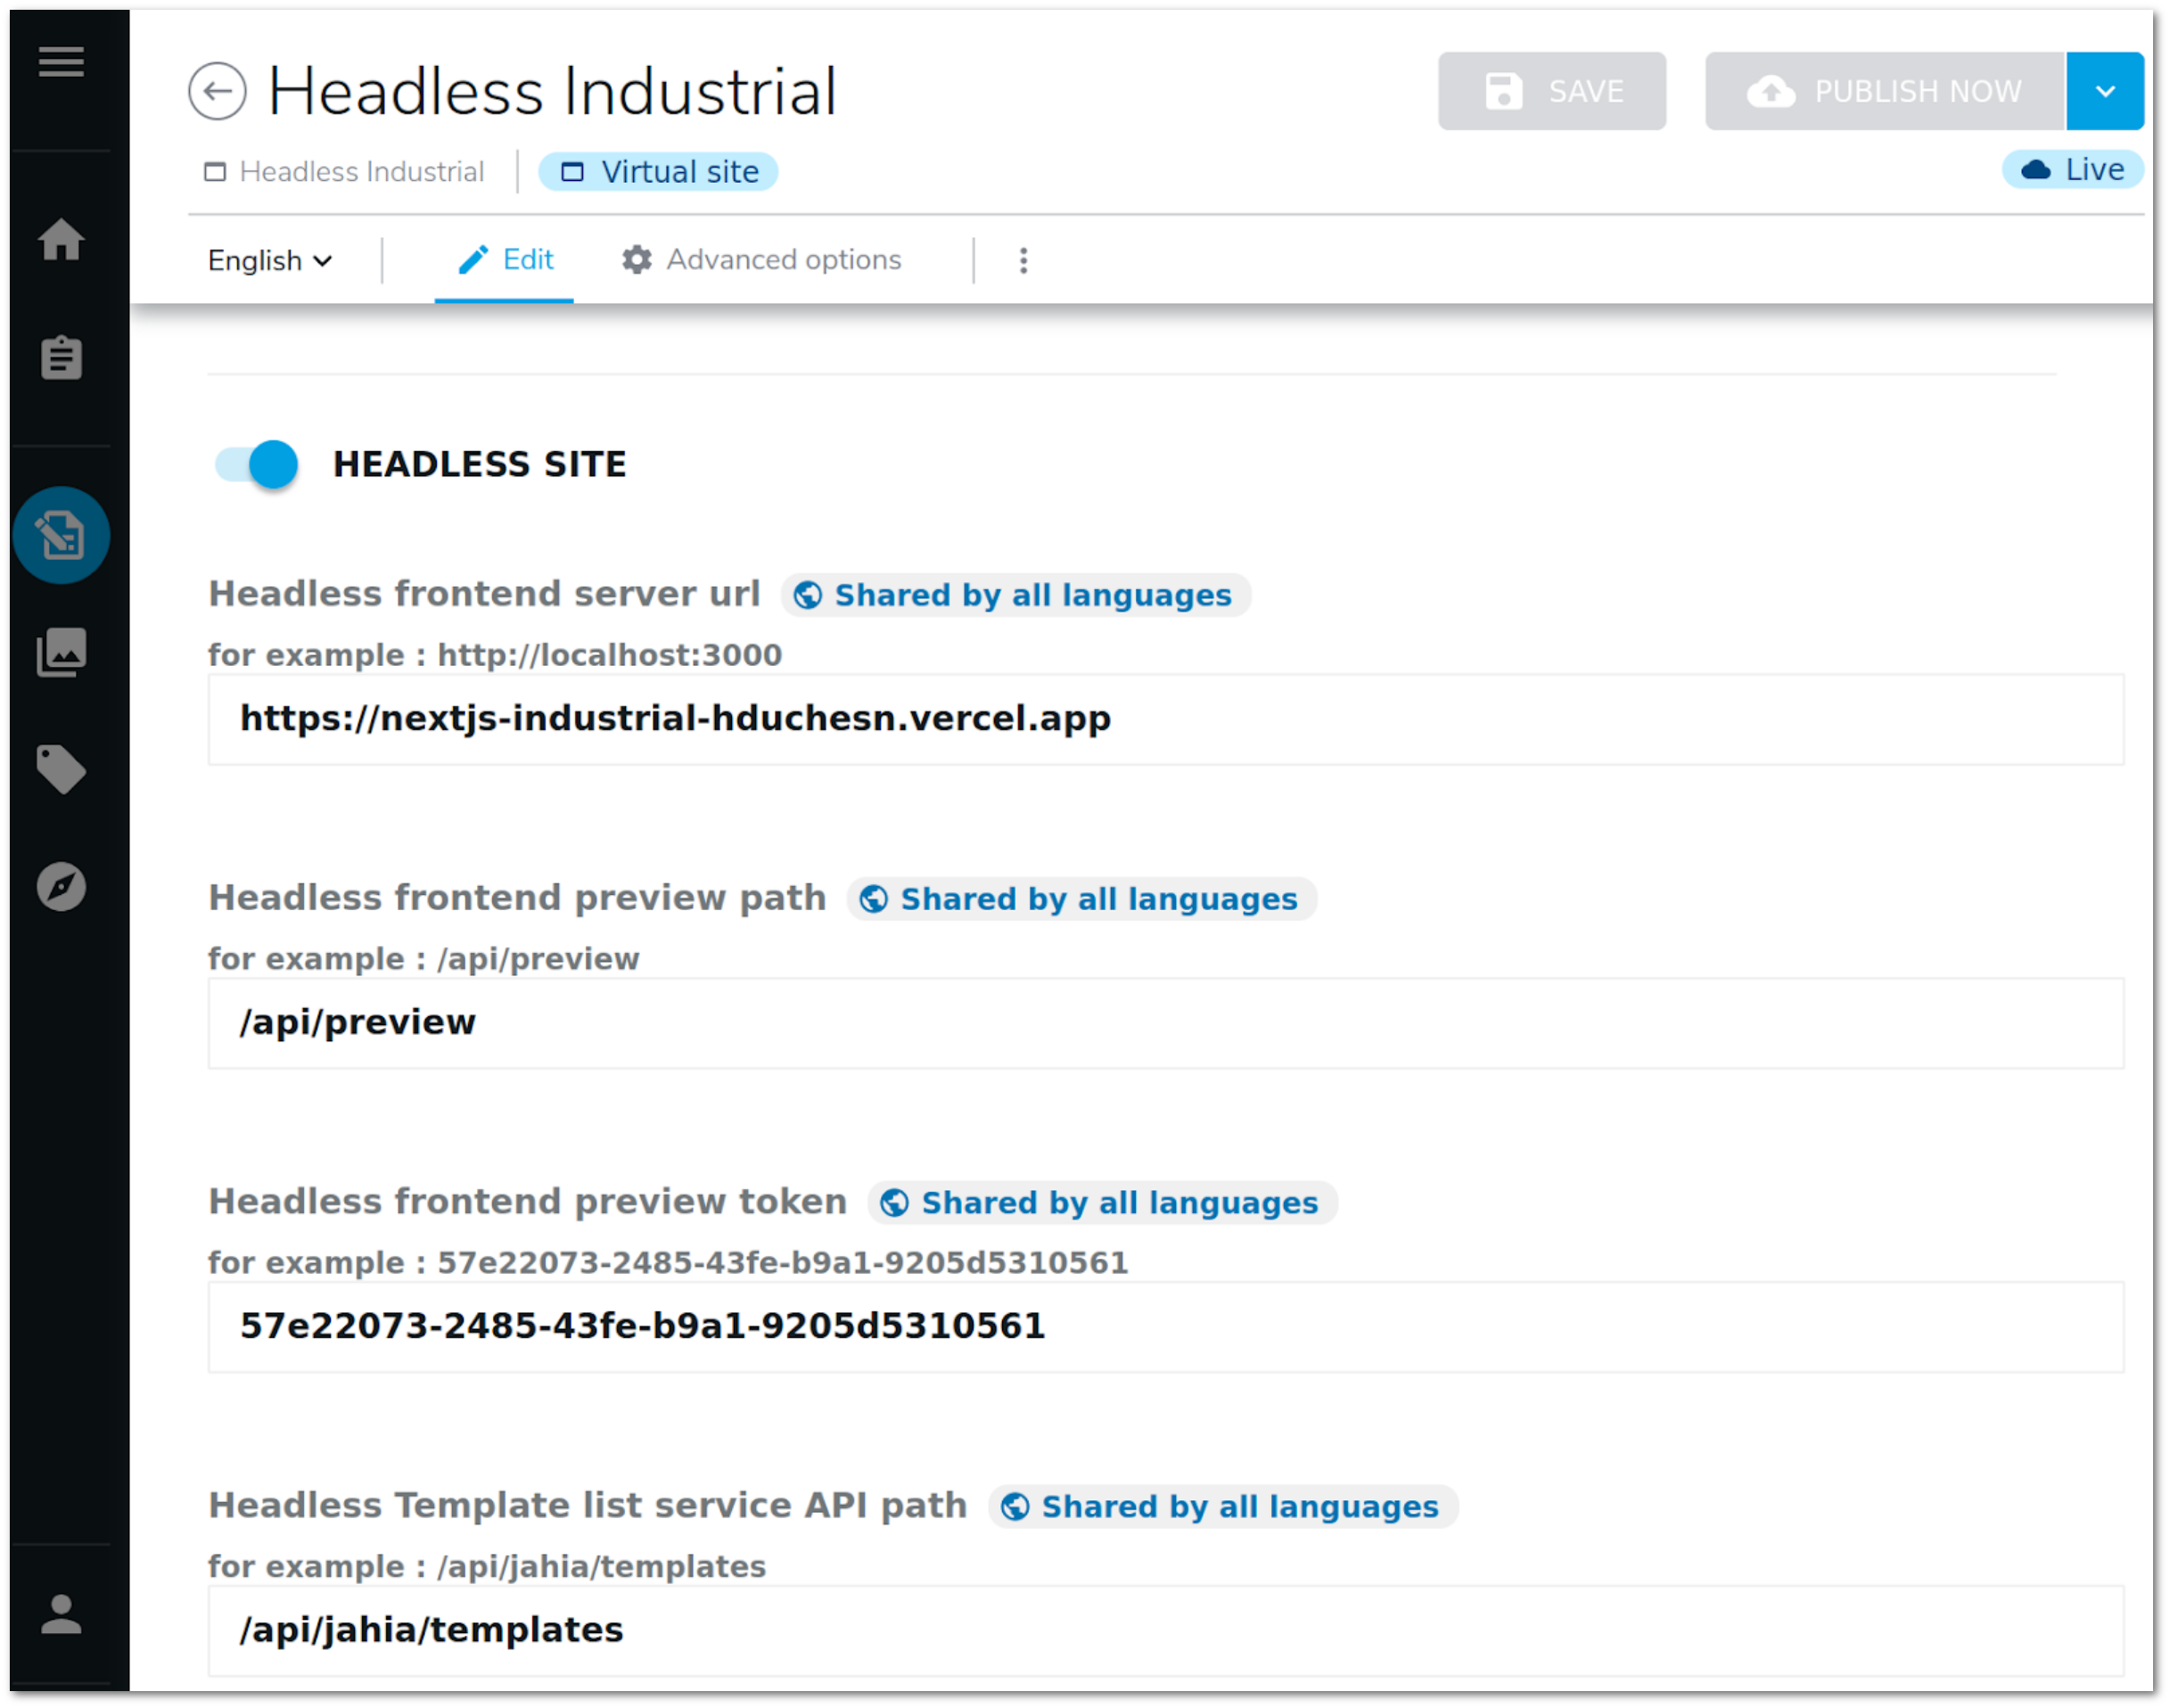 Headless Industrial
SAVE
PUBLISH NOW
Headless Industrial
Virtual site
Live
English
Edit
Advanced options
HEADLESS SITE
Headless frontend server url Shared by all languages
for example : http://localhost:3000
https://nextjs-industrial-hduchesn.vercel.app
Headless frontend preview path Shared by all languages
for example : /api/preview
/api/preview
Headless frontend preview token Shared by all languages
for example : 57e22073-2485-43fe-b9a1-9205d5310561
57e22073-2485-43fe-b9a1-9205d5310561
Headless Template list service API path Shared by all languages
for example : /api/jahia/templates
/api/jahia/templates